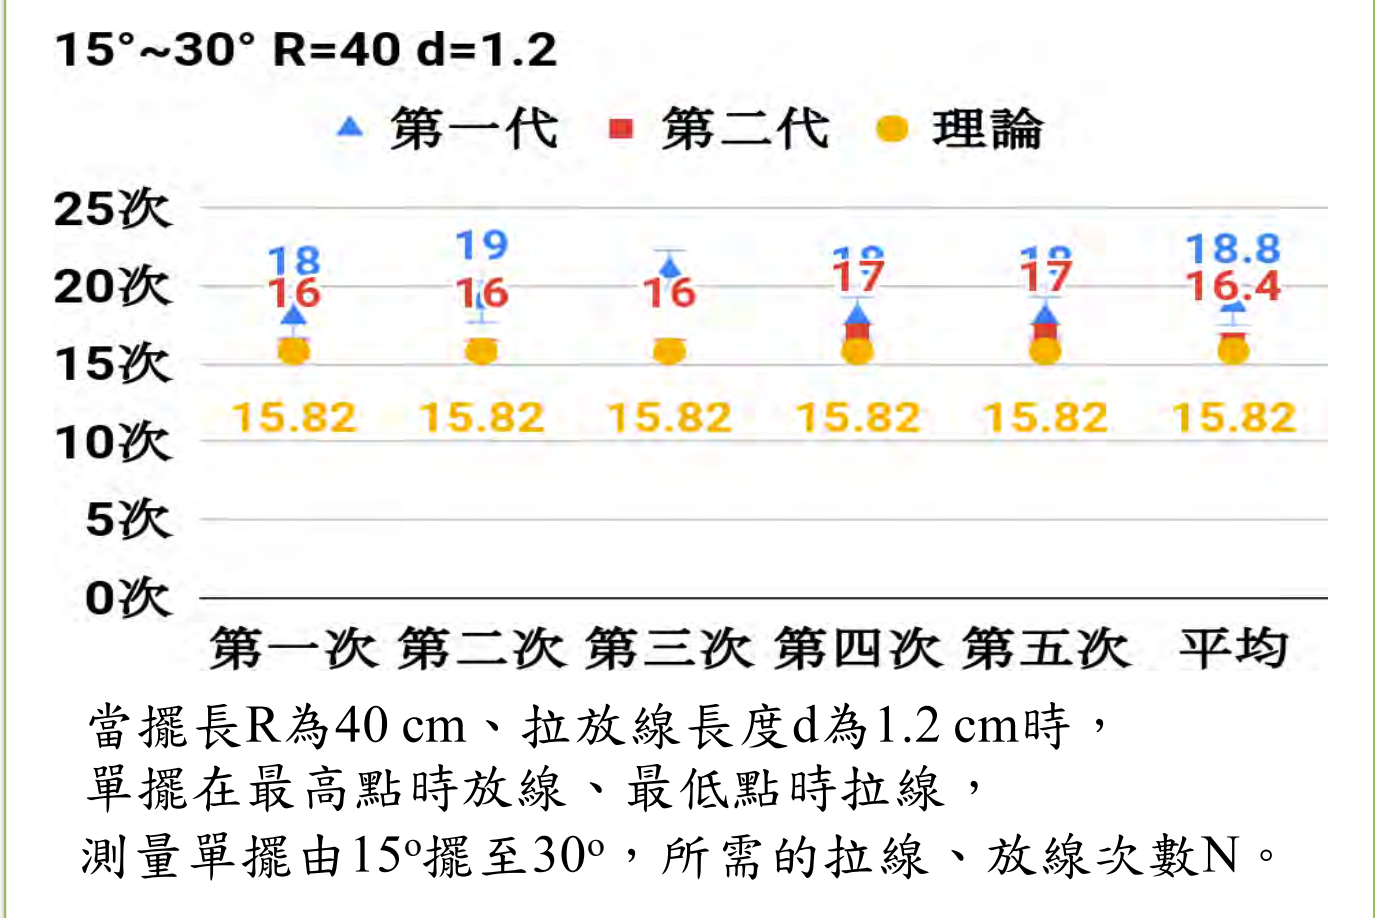 15°~30° R=40 d=1.2
第一代 第二代 理論
25次
20次
15次
10次
5次
0次
18 19 18 18 18.8
16 16 16 17 17 16.4
15.82 15.82 15.82 15.82 15.82 15.82
第一次 第二次 第三次 第四次 第五次 平均
當擺長R為40 cm、拉放線長度d為1.2 cm時，
單擺在最高點時放線、最低點時拉線，
測量單擺由15°擺至30°，所需的拉線、放線次數N。